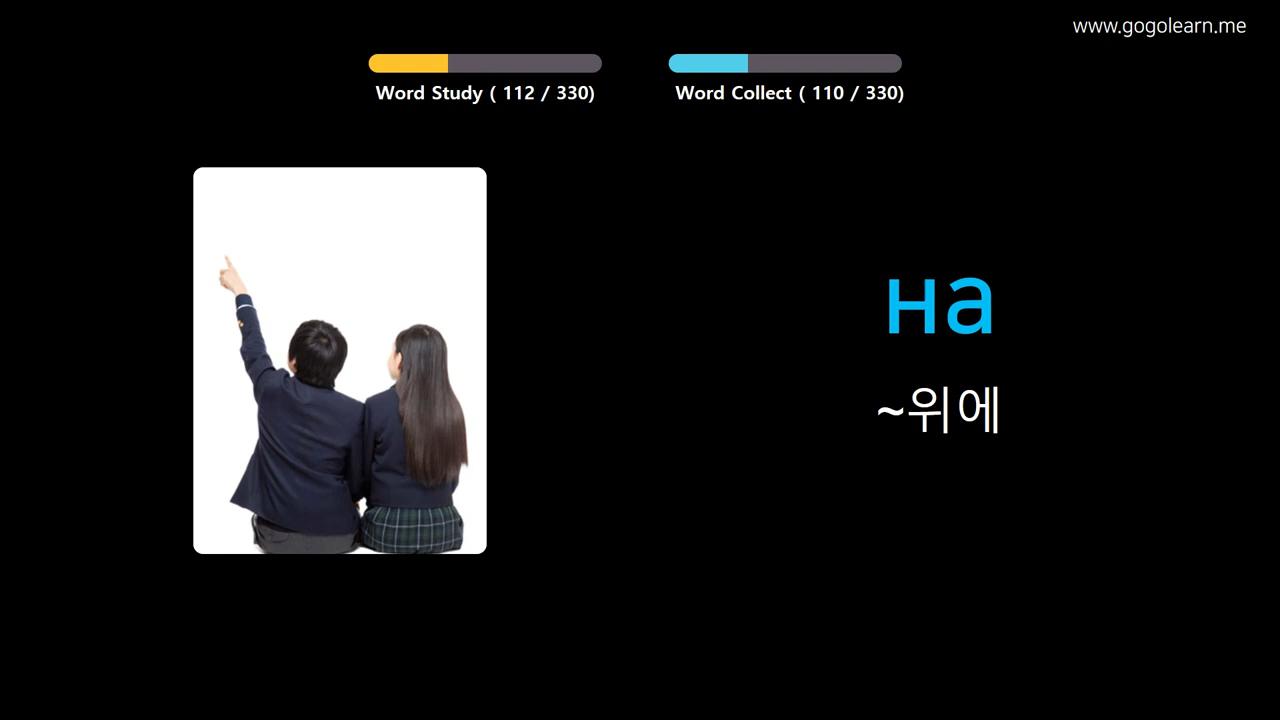 www.gogolearn.me
Word Study ( 112 / 330)
Word Collect ( 110 / 330)
на
~위에